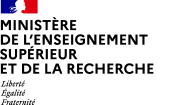 MINISTÈRE
DE L'ENSEIGNEMENT
SUPÉRIEUR
ET DE LA RECHERCHE
Liberté
Égalité
Fraternité